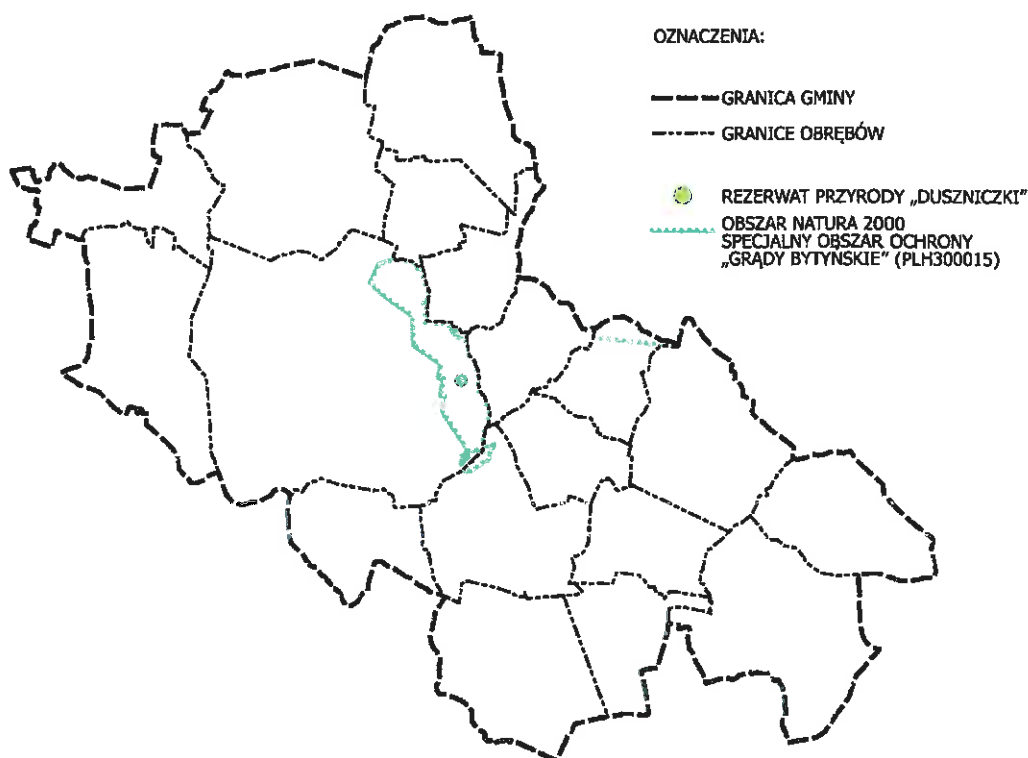 OZNACZENIA:
GRANICA GMINY
GRANICE OBRĘBÓW
REZERWAT PRZYRODY „DUSZNICZKI”
OBSZAR NATURA 2000
SPECJALNY OBSZAR OCHRONY
„GRĄDY BYTYŃSKIE” (PLH300015)